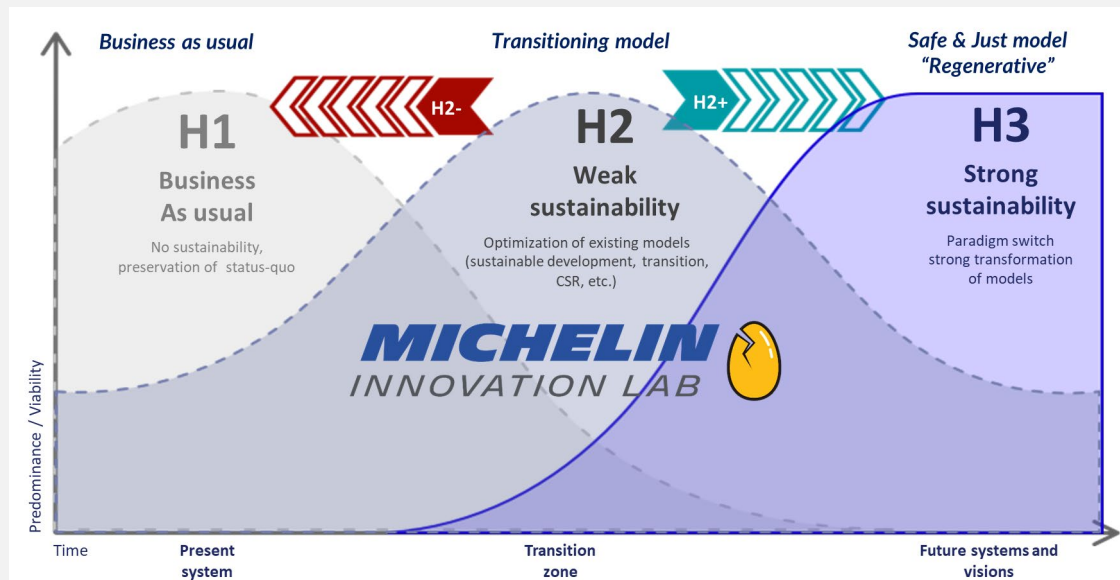 Business as usual
Transitioning model
Safe & Just model
“Regenerative”
H2-
H2+
H1
Business
As usual
No sustainability,
preservation of status-quo
H2
Weak
sustainability
Optimization of existing models
(sustainable development, transition,
CSR, etc.)
H3
Strong
sustainability
Paradigm switch
strong transformation
of models
MICHELIN
INNOVATION LAB
Predominance / Viability
Time
Present
system
Transition
zone
Future systems and
visions